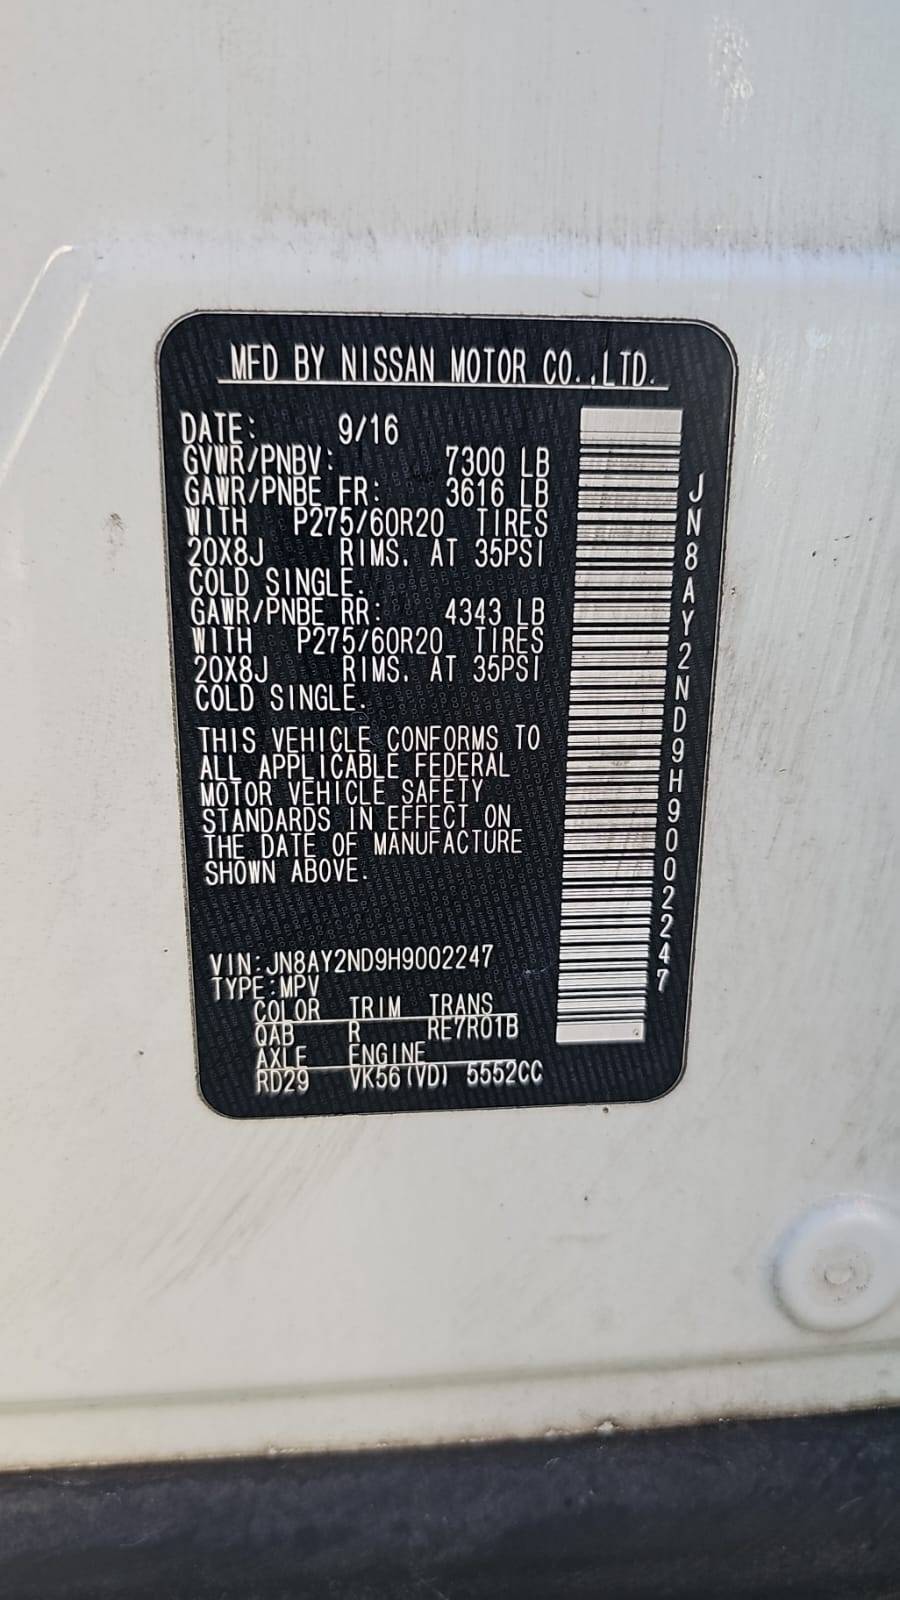 MFD BY NISSAN MOTOR CO.,LTD.
DATE: 9/16
GVWR/PNBV: 7300 LB
GAWR/PNBE FR: 3616 LB
WITH P275/60R20 TIRES
20X8J RIMS. AT 35PSI
COLD SINGLE.
GAWR/PNBE RR: 4343 LB
WITH P275/60R20 TIRES
20X8J RIMS. AT 35PSI
COLD SINGLE.
THIS VEHICLE CONFORMS TO
ALL APPLICABLE FEDERAL
MOTOR VEHICLE SAFETY
STANDARDS IN EFFECT ON
THE DATE OF MANUFACTURE
SHOWN ABOVE.
VIN:JN8AY2ND9H9002247
TYPE:MPV
COLOR TRIM TRANS
QAB R RE7R01B
AXLE ENGINE
RD29 VK56(VD) 5552CC
JN8AY2ND9H9002247